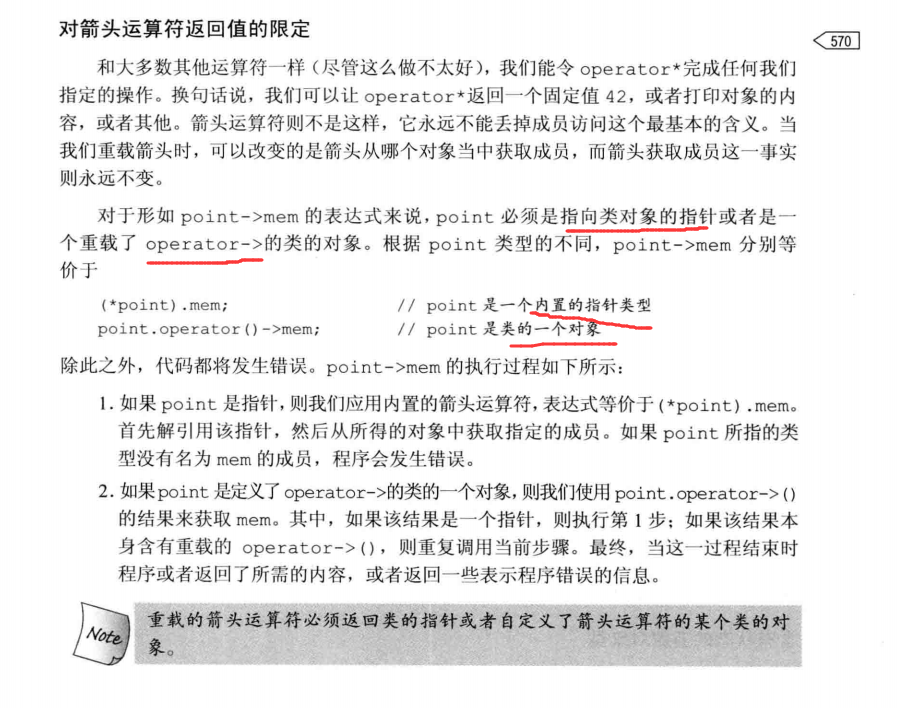 对箭头运算符返回值的限定
570
和大多数其他运算符一样（尽管这么做不太好），我们能令 operator*完成任何我们
指定的操作。换句话说，我们可以让 operator*返回一个固定值 42，或者打印对象的内
容，或者其他。箭头运算符则不是这样，它永远不能丢掉成员访问这个最基本的含义。当
我们重载箭头时，可以改变的是箭头从哪个对象当中获取成员，而箭头获取成员这一事实
则永远不变。
对于形如 point->mem 的表达式来说，point 必须是指向类对象的指针或者是一
个重载了 operator->的类的对象。根据 point 类型的不同，point->mem 分别等
价于
(*point).mem; // point 是一个内置的指针类型
point.operator()->mem; // point 是类的一个对象
除此之外，代码都将发生错误。point->mem 的执行过程如下所示：
1. 如果 point 是指针，则我们应用内置的箭头运算符，表达式等价于(*point).mem。
首先解引用该指针，然后从所得的对象中获取指定的成员。如果 point 所指的类
型没有名为 mem 的成员，程序会发生错误。
2. 如果point 是定义了operator->的类的一个对象，则我们使用point.operator->()
的结果来获取 mem。其中，如果该结果是一个指针，则执行第 1 步；如果该结果本
身含有重载的 operator->()，则重复调用当前步骤。最终，当这一过程结束时
程序或者返回了所需的内容，或者返回一些表示程序错误的信息。
Note
重载的箭头运算符必须返回类的指针或者自定义了箭头运算符的某个类的对
象。